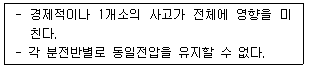 - 경제적이나 1개소의 사고가 전체에 영향을 미
친다.
- 각 분전반별로 동일전압을 유지할 수 없다.